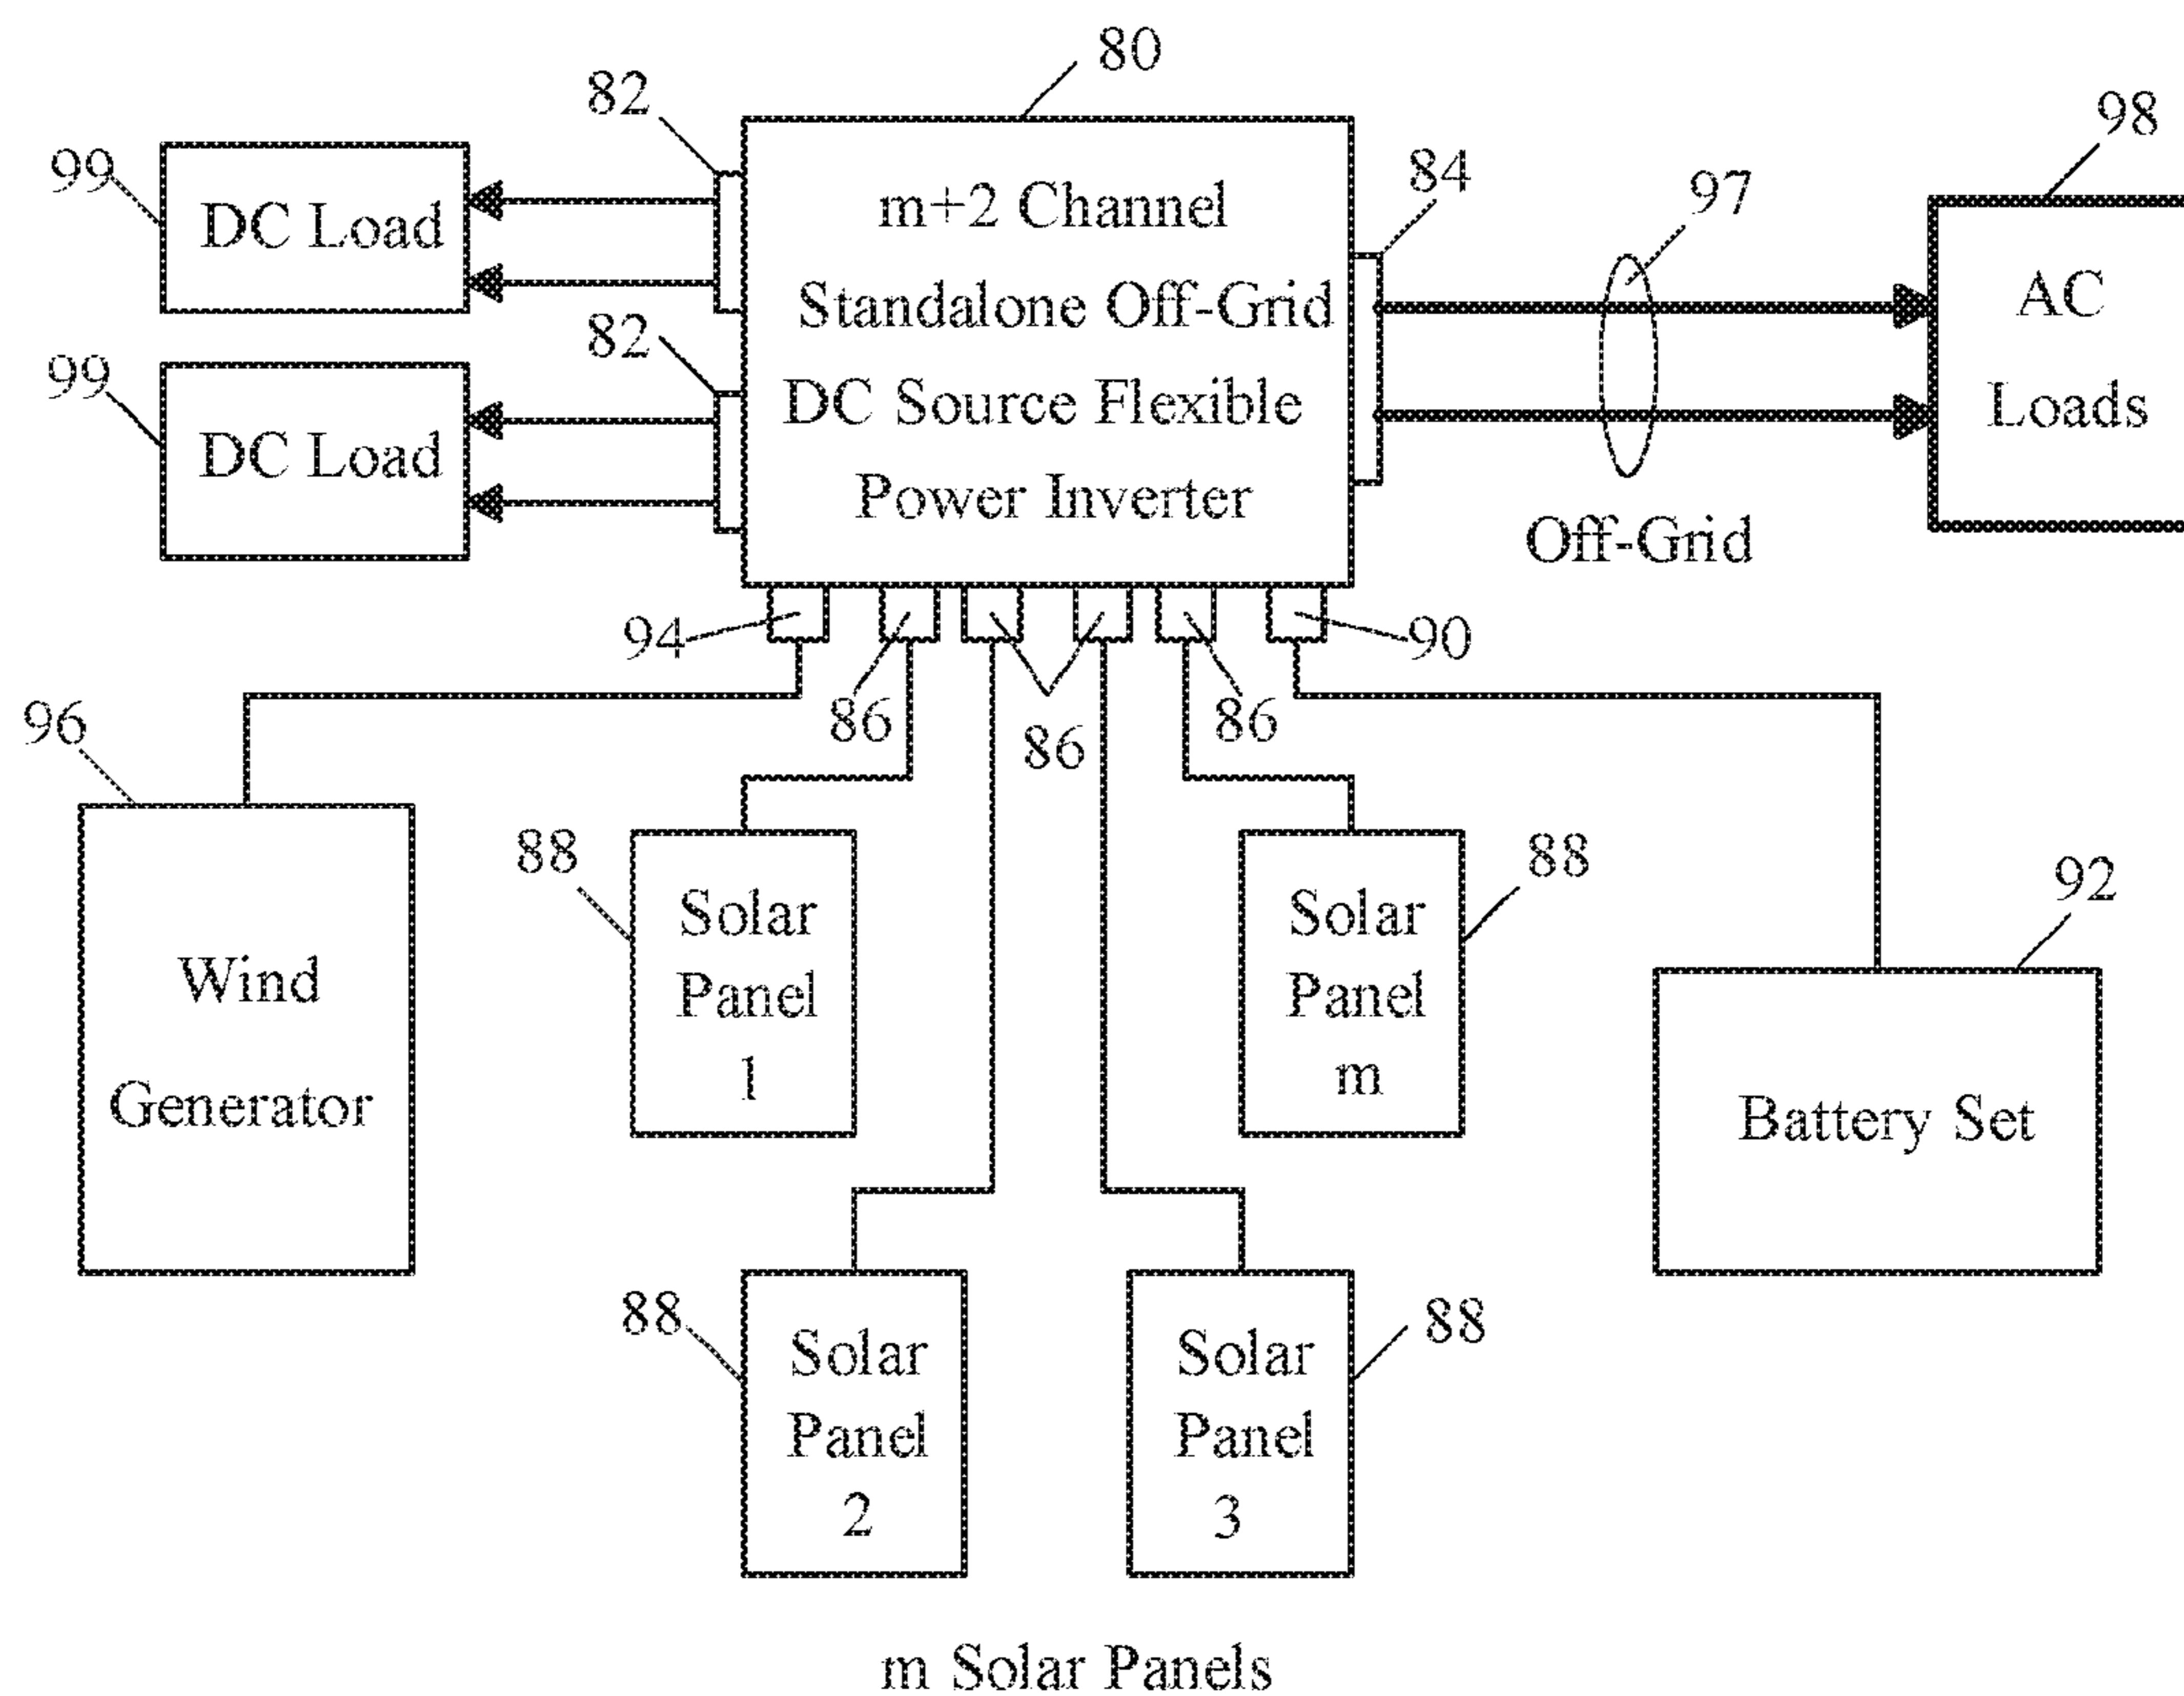 80
82
98
99
84
97
DC Load
m+2 Channel
Standalone Off-Grid
DC Source Flexible
Power Inverter
AC
Loads
82
99
DC Load
Off-Grid
94
90
86
86
86
96
88
88
92
Wind
Generator
Solar
Panel
1
Solar
Panel
m
Battery Set
88
88
Solar
Panel
2
Solar
Panel
3
m Solar Panels